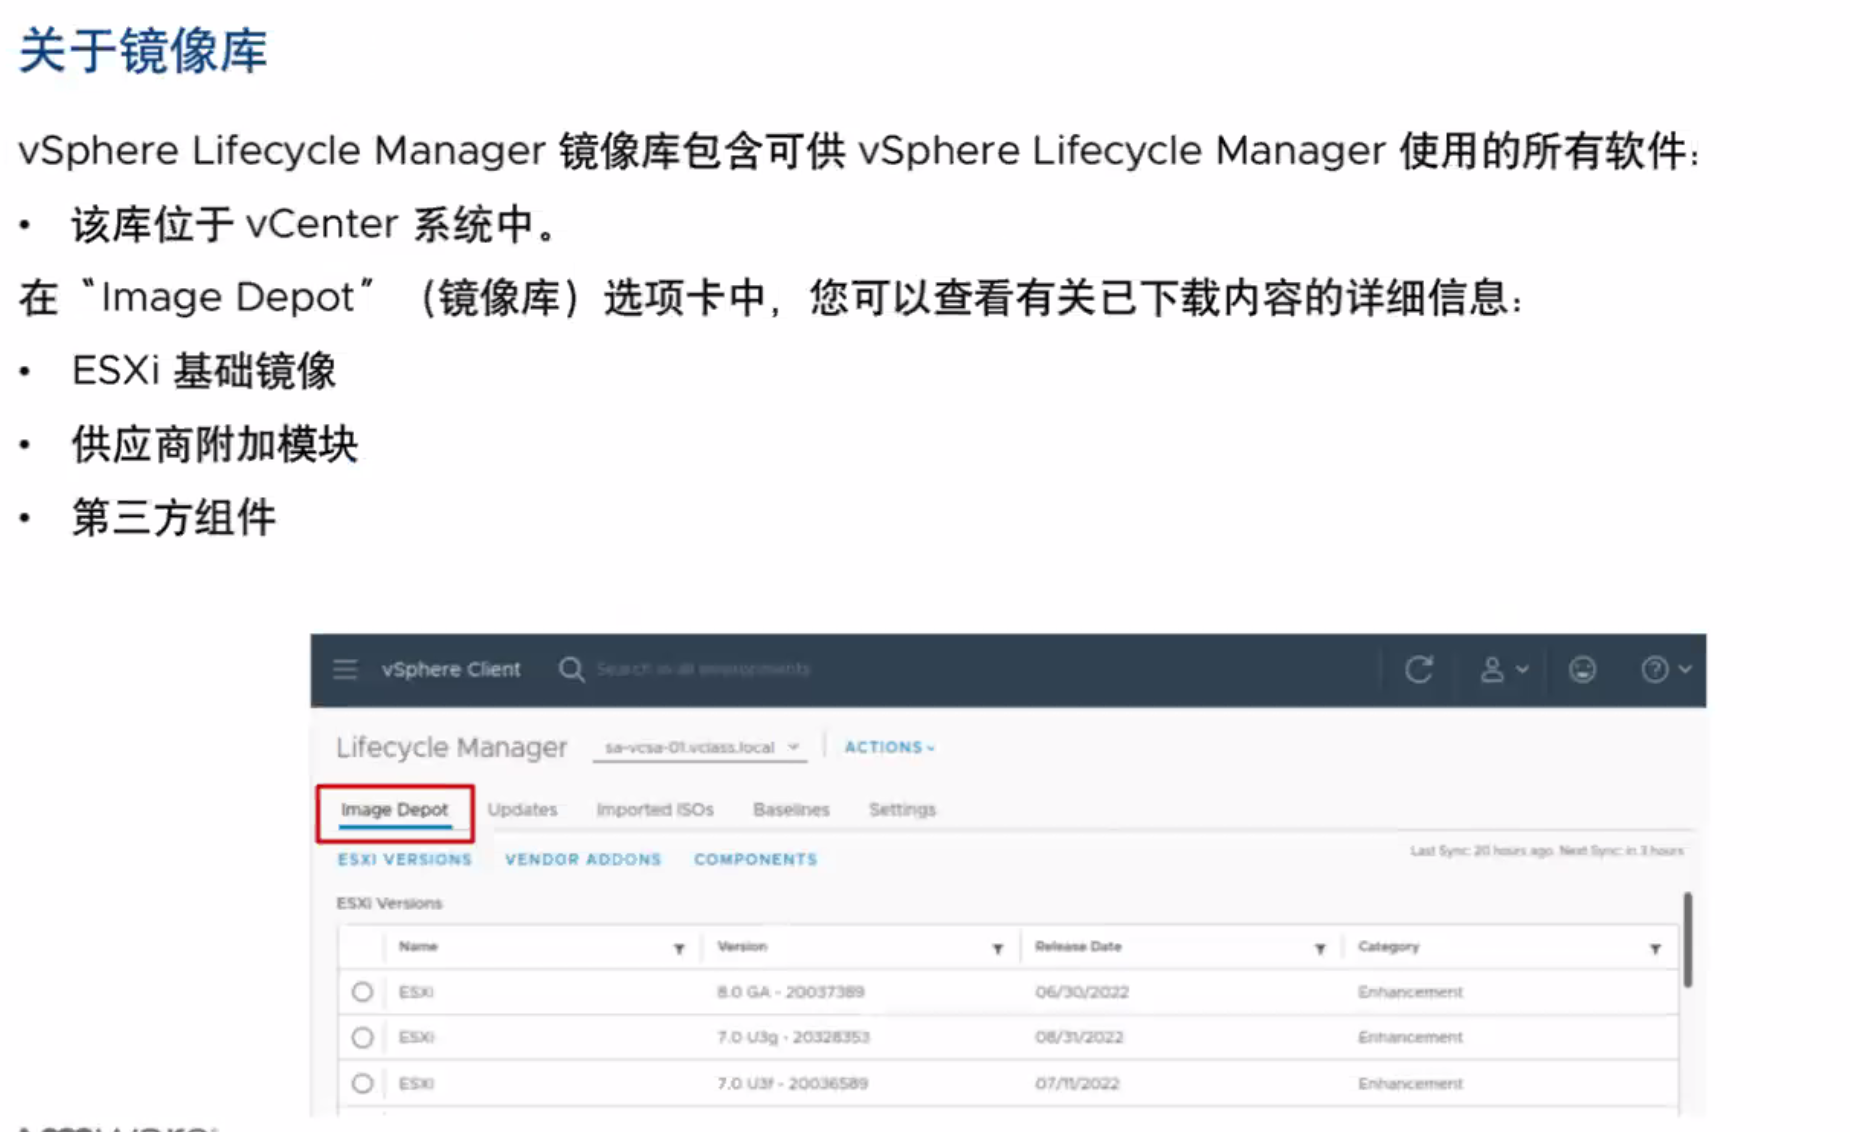 关于镜像库
vSphere Lifecycle Manager 镜像库包含可供 vSphere Lifecycle Manager 使用的所有软件：
• 该库位于 vCenter 系统中。
在“Image Depot”（镜像库）选项卡中，您可以查看有关已下载内容的详细信息：
• ESXi 基础镜像
• 供应商附加模块
• 第三方组件
vSphere Client Search in all environments
Lifecycle Manager sa-vcsa-01.vclass.local ACTIONS
Image Depot Updates Imported ISOs Baselines Settings
ESXI VERSIONS VENDOR ADDONS COMPONENTS Last Sync: 20 hours ago. Next Sync: in 3 hours
ESXi Versions
Name Version Release Date Category
ESXi 8.0 GA - 20037389 06/30/2022 Enhancement
ESXi 7.0 U3g - 20328353 08/31/2022 Enhancement
ESXi 7.0 U3f - 20036589 07/11/2022 Enhancement